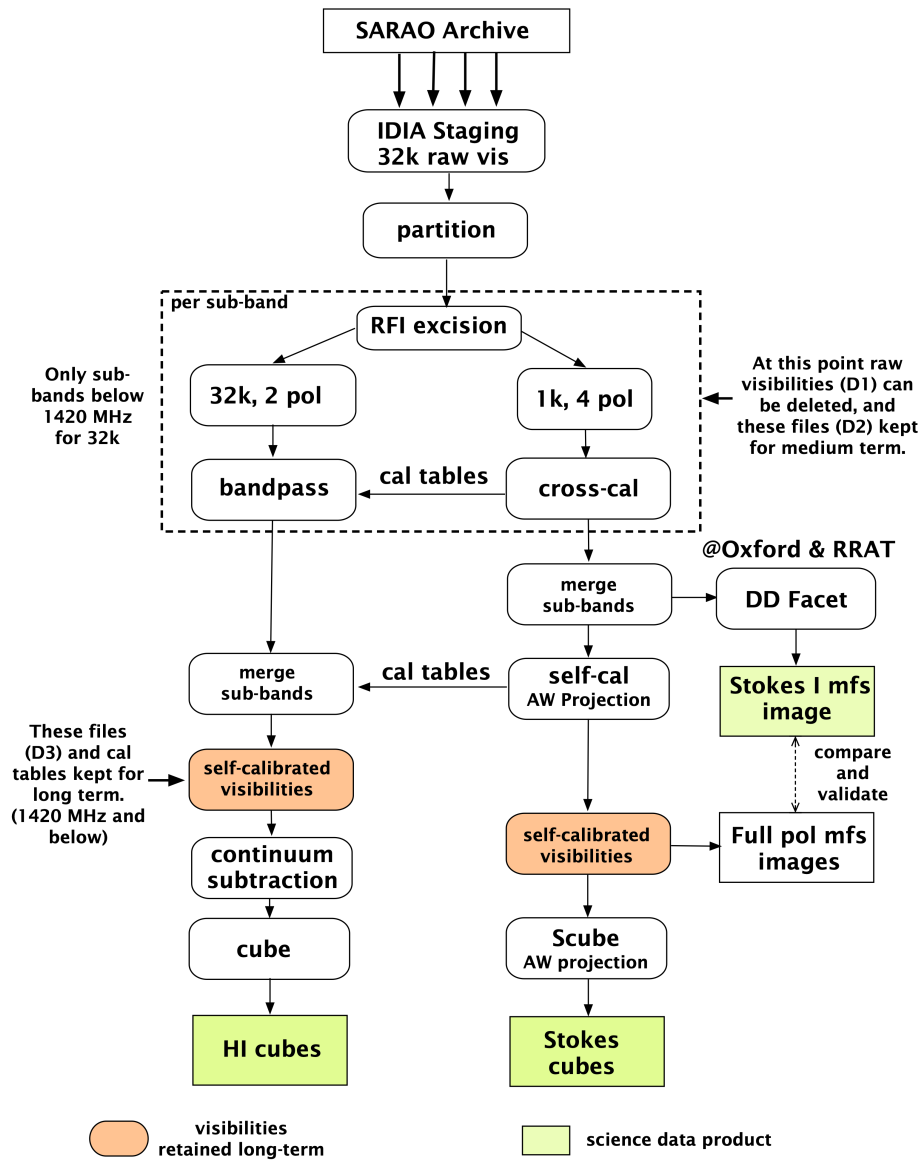 SARAO Archive
IDIA Staging
32k raw vis
partition
per sub-band
RFI excision
Only sub-
bands below
1420 MHz
for 32k
32k, 2 pol
1k, 4 pol
At this point raw
visibilities (D1) can
be deleted, and
these files (D2) kept
for medium term.
bandpass
cal tables
cross-cal
@Oxford & RRAT
merge
sub-bands
DD Facet
merge
sub-bands
cal tables
self-cal
AW Projection
Stokes I mfs
image
These files
(D3) and cal
tables kept for
long term.
(1420 MHz and
below)
self-calibrated
visibilities
compare
and
validate
self-calibrated
visibilities
Full pol mfs
images
continuum
subtraction
cube
Scube
AW projection
HI cubes
Stokes
cubes
visibilities
retained long-term
science data product